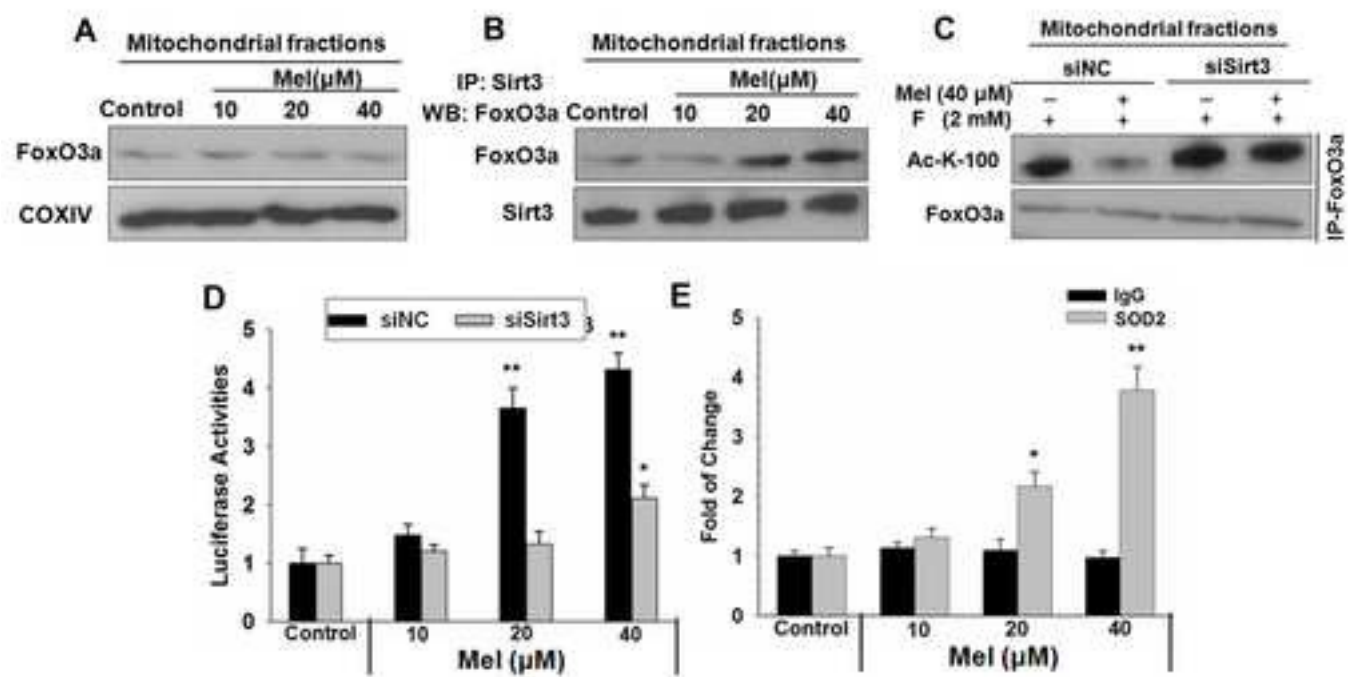 A
Mitochondrial fractions
Mel(µM)
Control 10 20 40
FoxO3a
COXIV
B
Mitochondrial fractions
IP: Sirt3 Mel(µM)
WB: FoxO3a Control 10 20 40
FoxO3a
Sirt3
C
Mitochondrial fractions
siNC siSirt3
Mel (40 µM) – + – +
F (2 mM) + + + +
Ac-K-100
FoxO3a
IP-FoxO3a
D
siNC siSirt3 3
Luciferase Activities
5
4
3
2
1
0
** ** *
Control 10 20 40
Mel (µM)
E
IgG
SOD2
Fold of Change
5
4
3
2
1
0
* **
Control 10 20 40
Mel (µM)